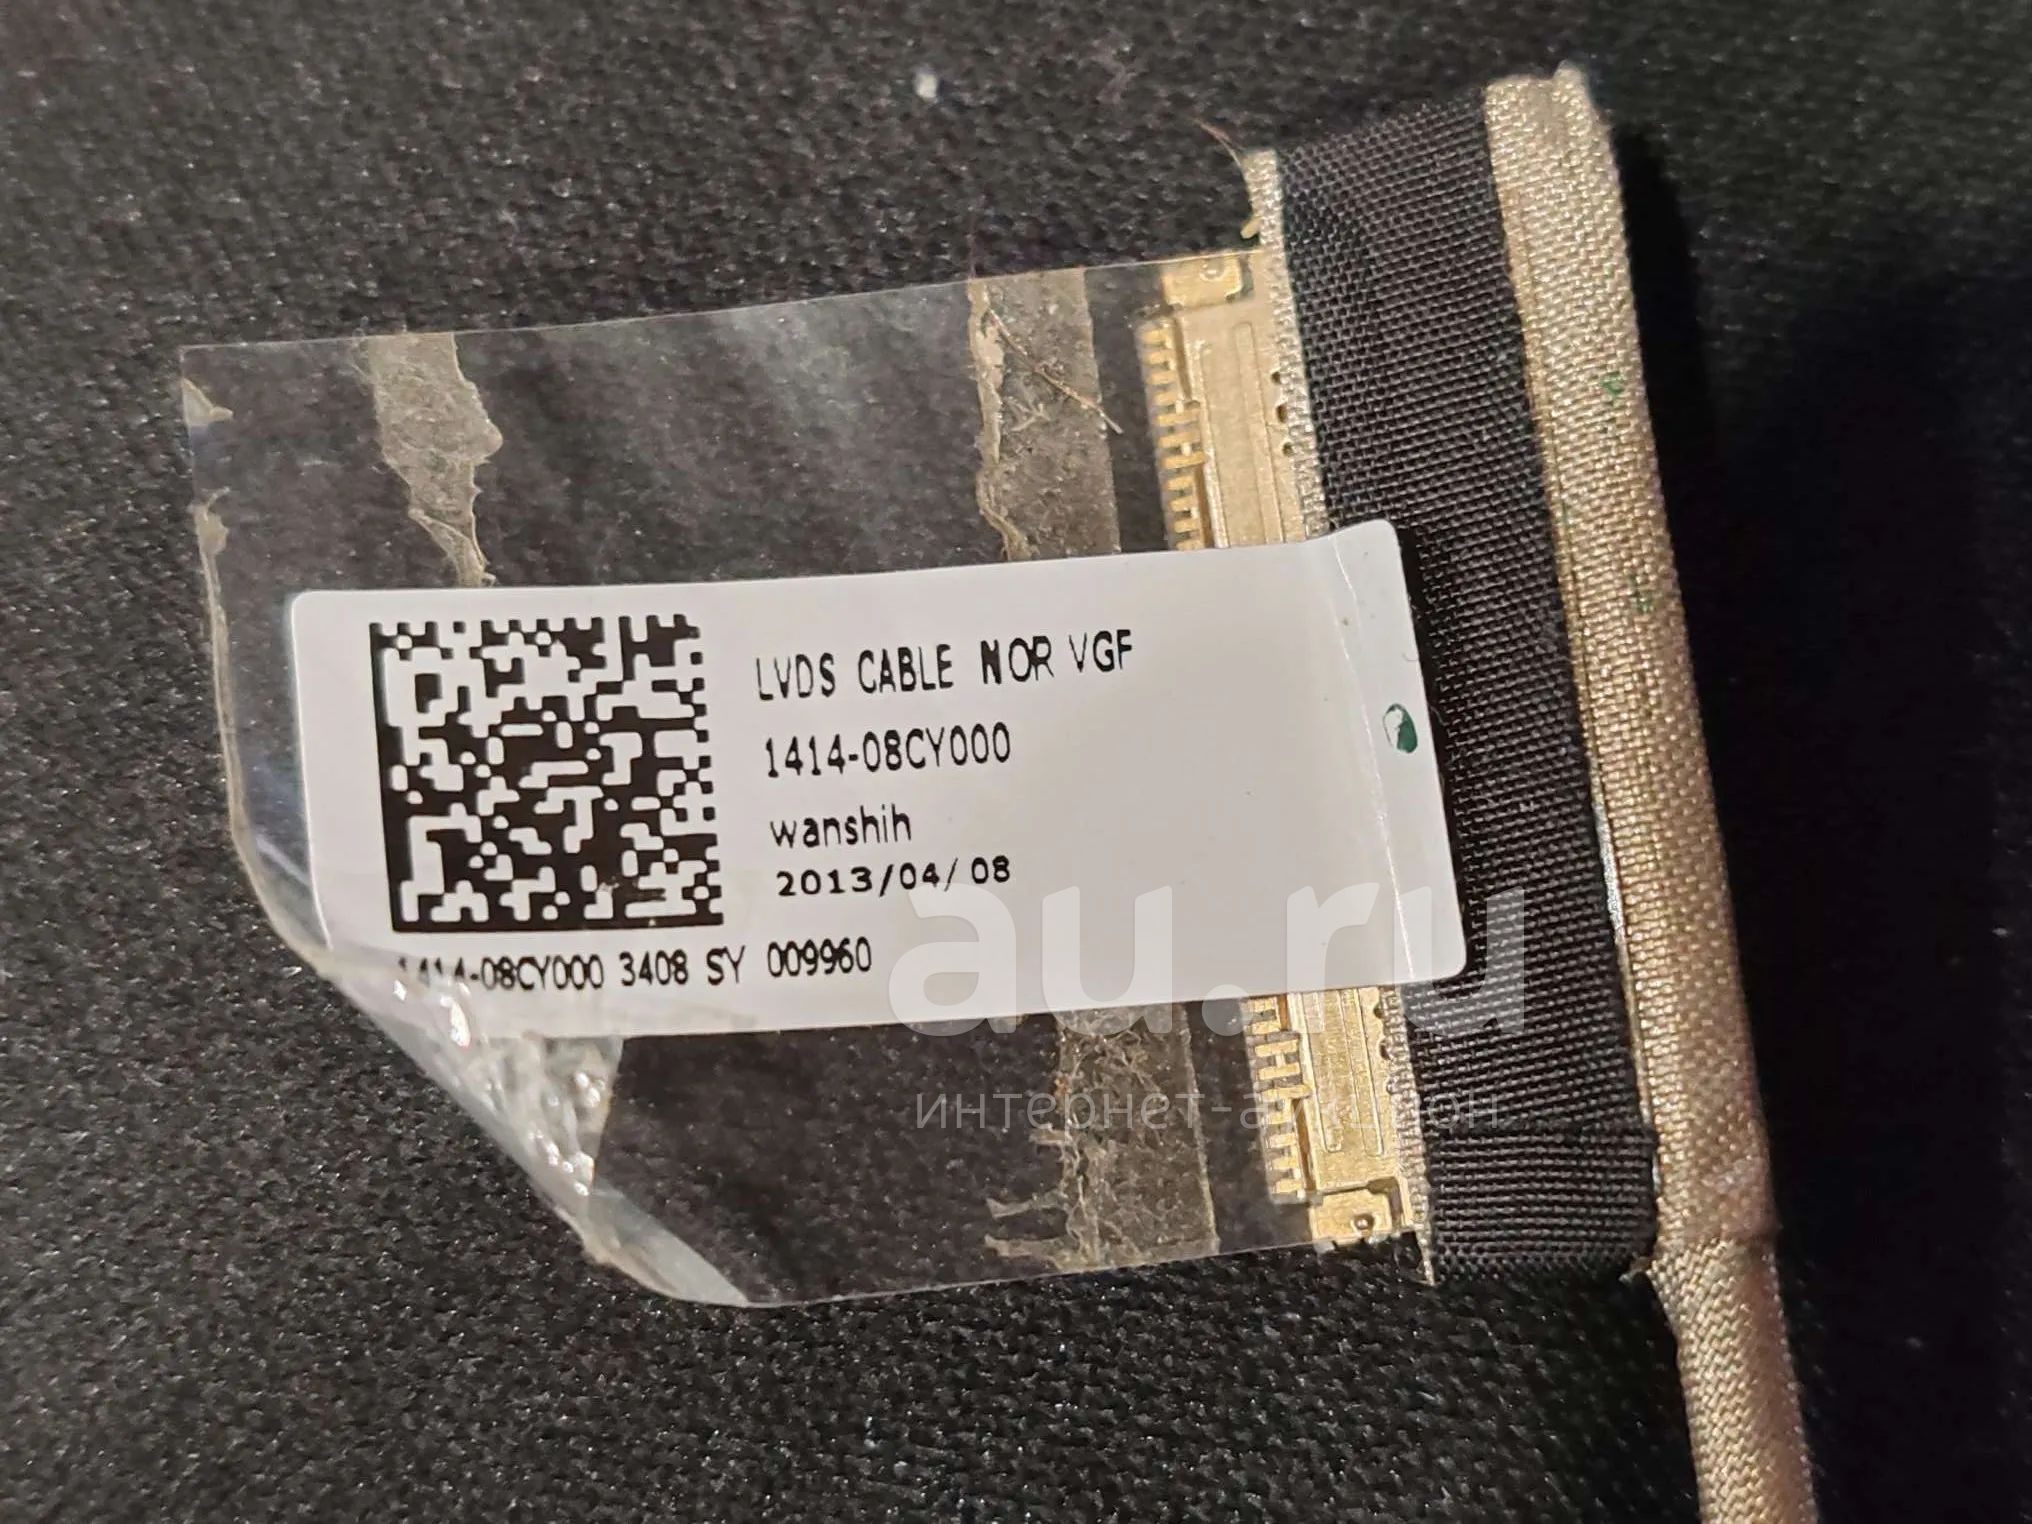 LVDS CABLE NOR VGF
1414-08CY000
wanshih
2013/04/08
1414-08CY000 3408 SY 009960
au.ru
интернет-аукцион